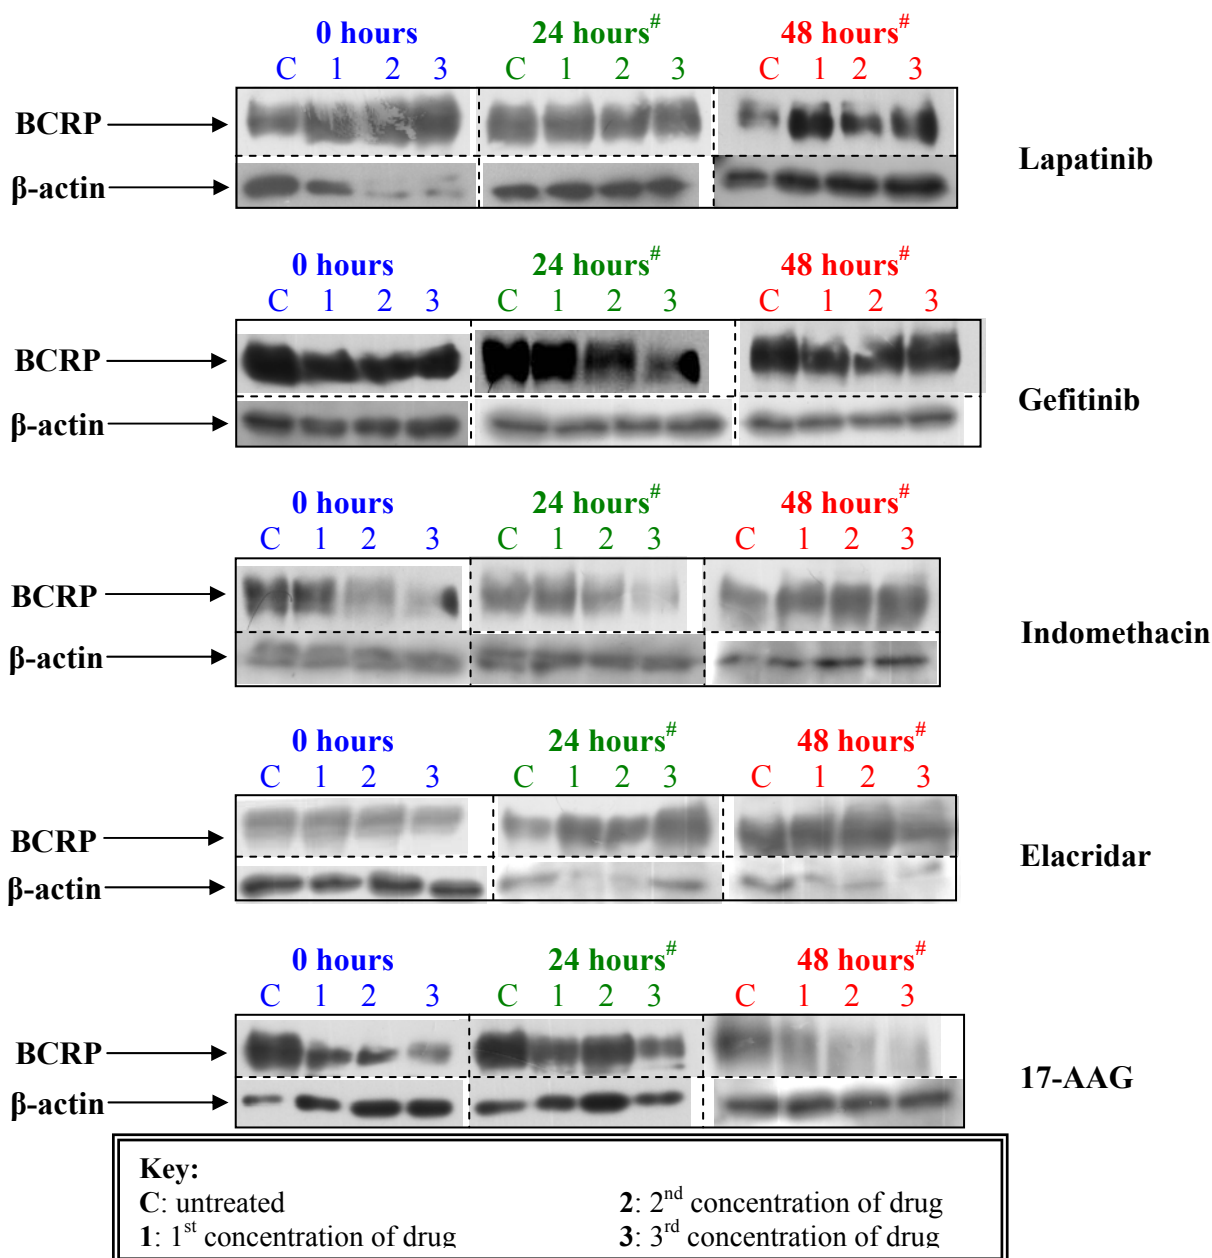 0 hours 24 hours# 48 hours#
C 1 2 3 C 1 2 3 C 1 2 3
BCRP
Lapatinib
β-actin
0 hours 24 hours# 48 hours#
C 1 2 3 C 1 2 3 C 1 2 3
BCRP
Gefitinib
β-actin
0 hours 24 hours# 48 hours#
C 1 2 3 C 1 2 3 C 1 2 3
BCRP
Indomethacin
β-actin
0 hours 24 hours# 48 hours#
C 1 2 3 C 1 2 3 C 1 2 3
BCRP
Elacridar
β-actin
0 hours 24 hours# 48 hours#
C 1 2 3 C 1 2 3 C 1 2 3
BCRP
17-AAG
β-actin
Key:
C: untreated 2: 2nd concentration of drug
1: 1st concentration of drug 3: 3rd concentration of drug